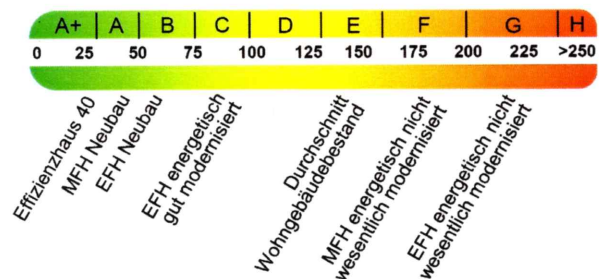 A+ A B C D E F G H
0 25 50 75 100 125 150 175 200 225 >250
Effizienzhaus 40
MFH Neubau
EFH Neubau
EFH energetisch
gut modernisiert
Durchschnitt
Wohngebäudebestand
MFH energetisch nicht
wesentlich modernisiert
EFH energetisch nicht
wesentlich modernisiert